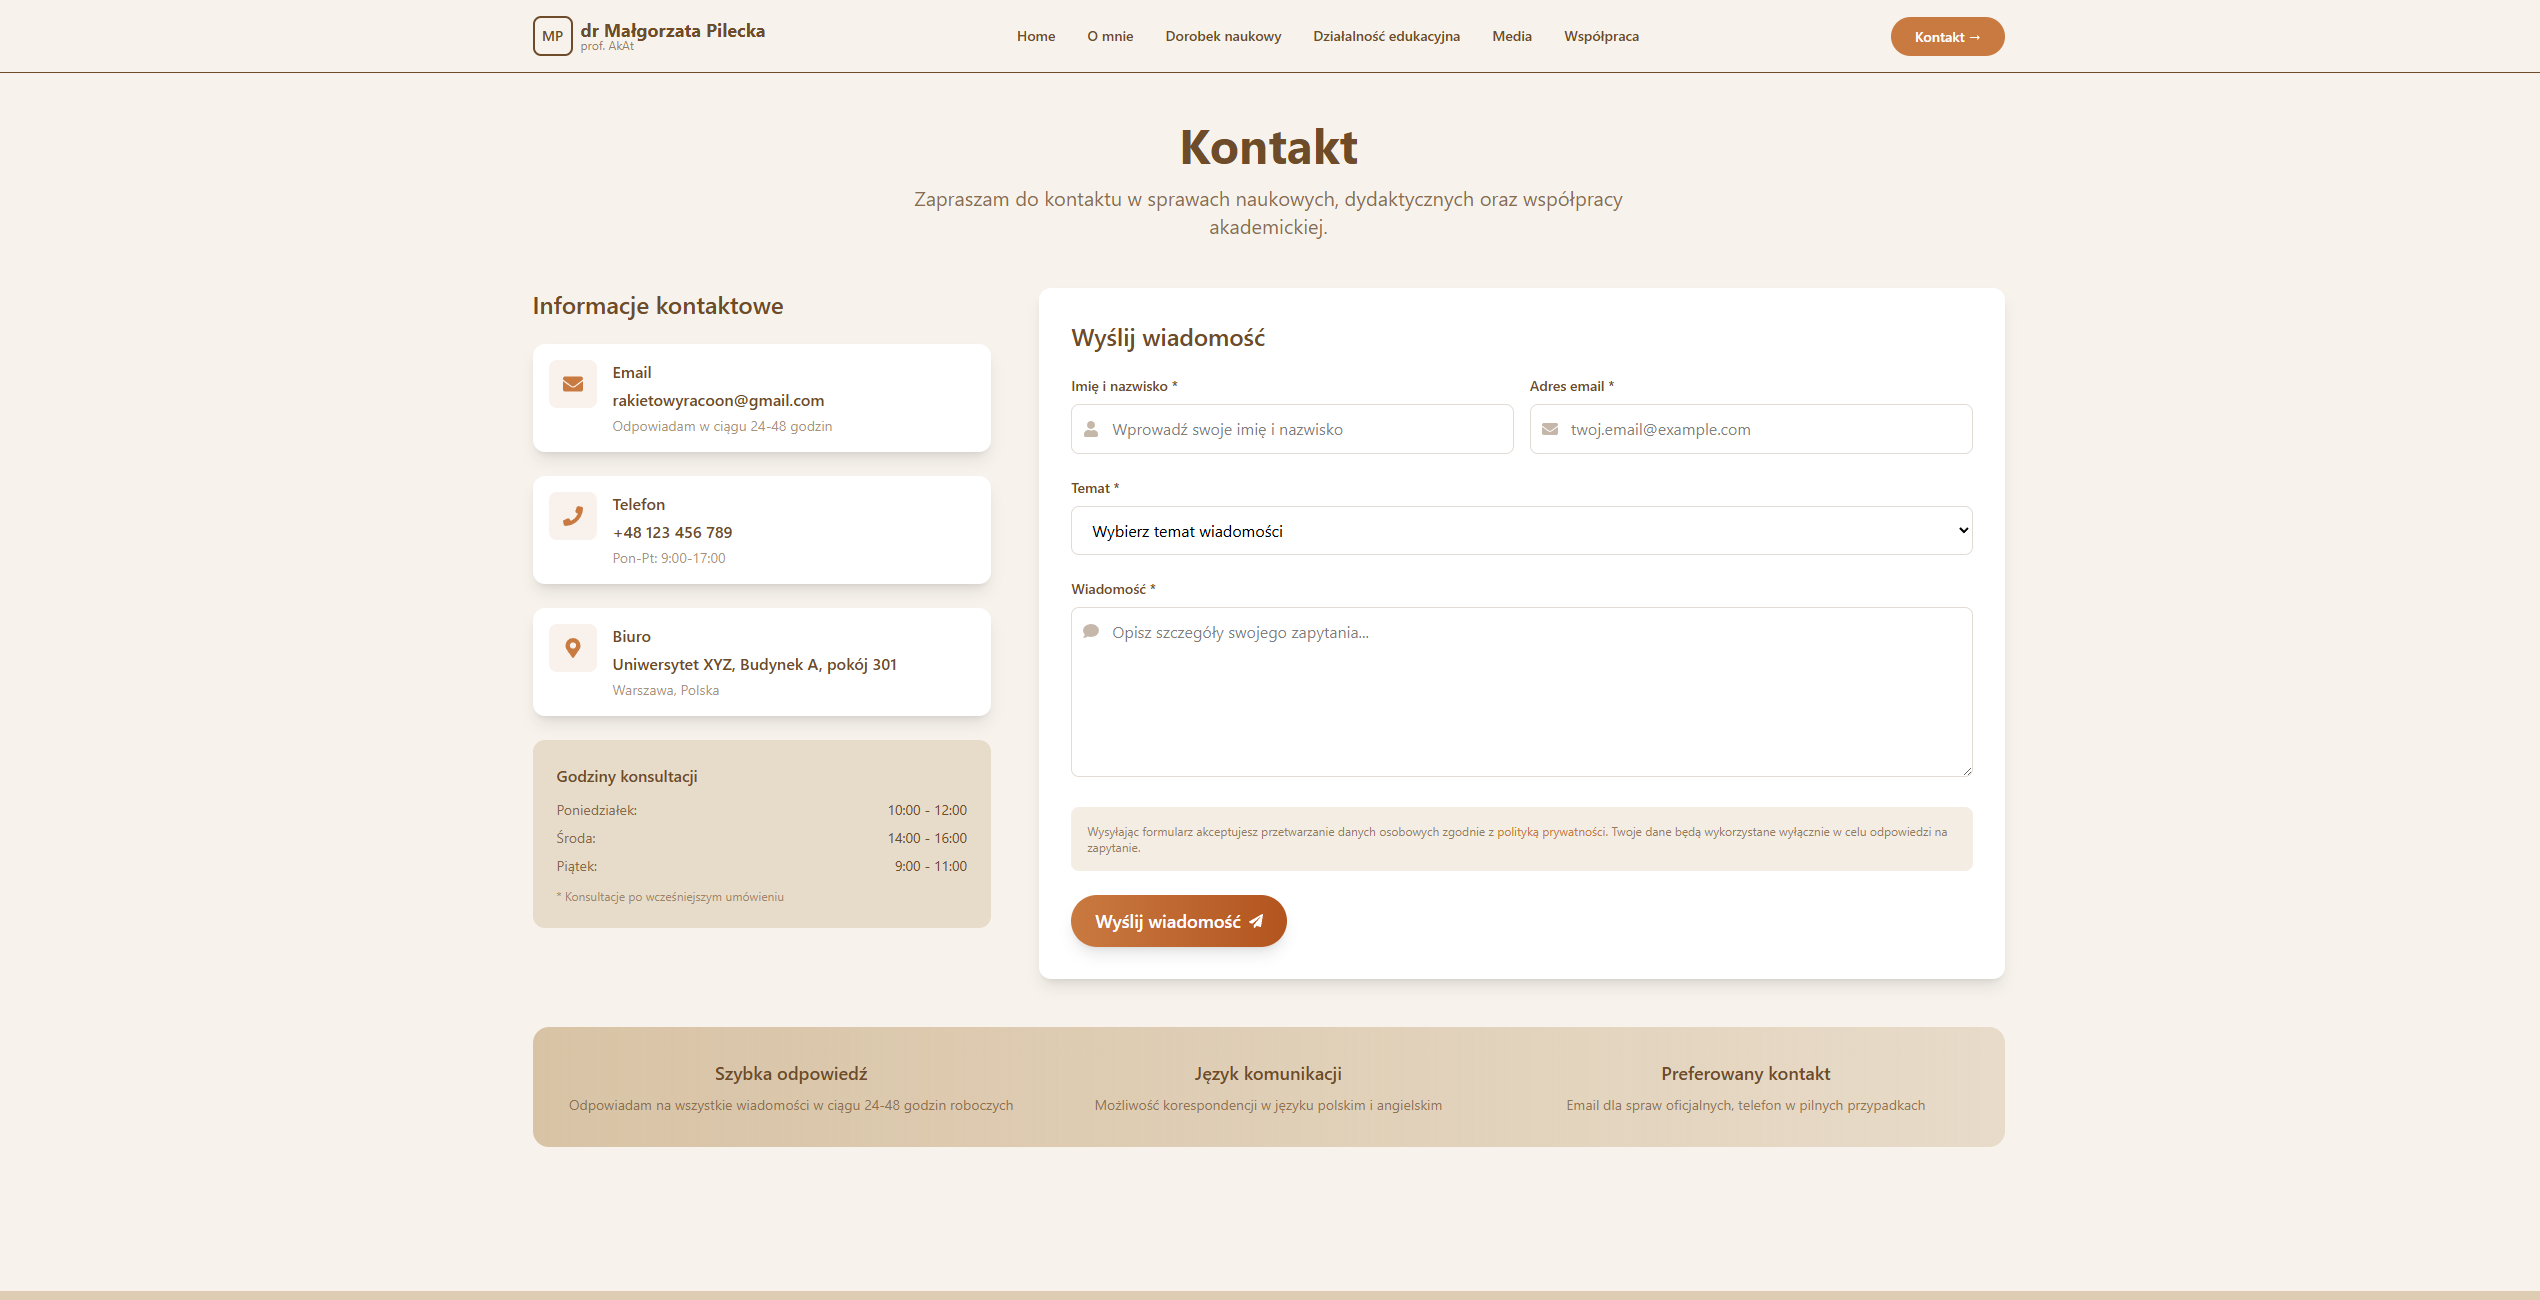 MP
dr Małgorzata Pilecka
prof. AkAt
Home
O mnie
Dorobek naukowy
Działalność edukacyjna
Media
Współpraca
Kontakt →
Kontakt
Zapraszam do kontaktu w sprawach naukowych, dydaktycznych oraz współpracy
akademickiej.
Informacje kontaktowe
Email
rakietowyracoon@gmail.com
Odpowiadam w ciągu 24-48 godzin
Telefon
+48 123 456 789
Pon-Pt: 9:00-17:00
Biuro
Uniwersytet XYZ, Budynek A, pokój 301
Warszawa, Polska
Godziny konsultacji
Poniedziałek: 10:00 - 12:00
Środa: 14:00 - 16:00
Piątek: 9:00 - 11:00
* Konsultacje po wcześniejszym umówieniu
Wyślij wiadomość
Imię i nazwisko *
Wprowadź swoje imię i nazwisko
Adres email *
twoj.email@example.com
Temat *
Wybierz temat wiadomości
Wiadomość *
Opisz szczegóły swojego zapytania...
Wysyłając formularz akceptujesz przetwarzanie danych osobowych zgodnie z polityką prywatności. Twoje dane będą wykorzystane wyłącznie w celu odpowiedzi na
zapytanie.
Wyślij wiadomość
Szybka odpowiedź
Odpowiadam na wszystkie wiadomości w ciągu 24-48 godzin roboczych
Język komunikacji
Możliwość korespondencji w języku polskim i angielskim
Preferowany kontakt
Email dla spraw oficjalnych, telefon w pilnych przypadkach